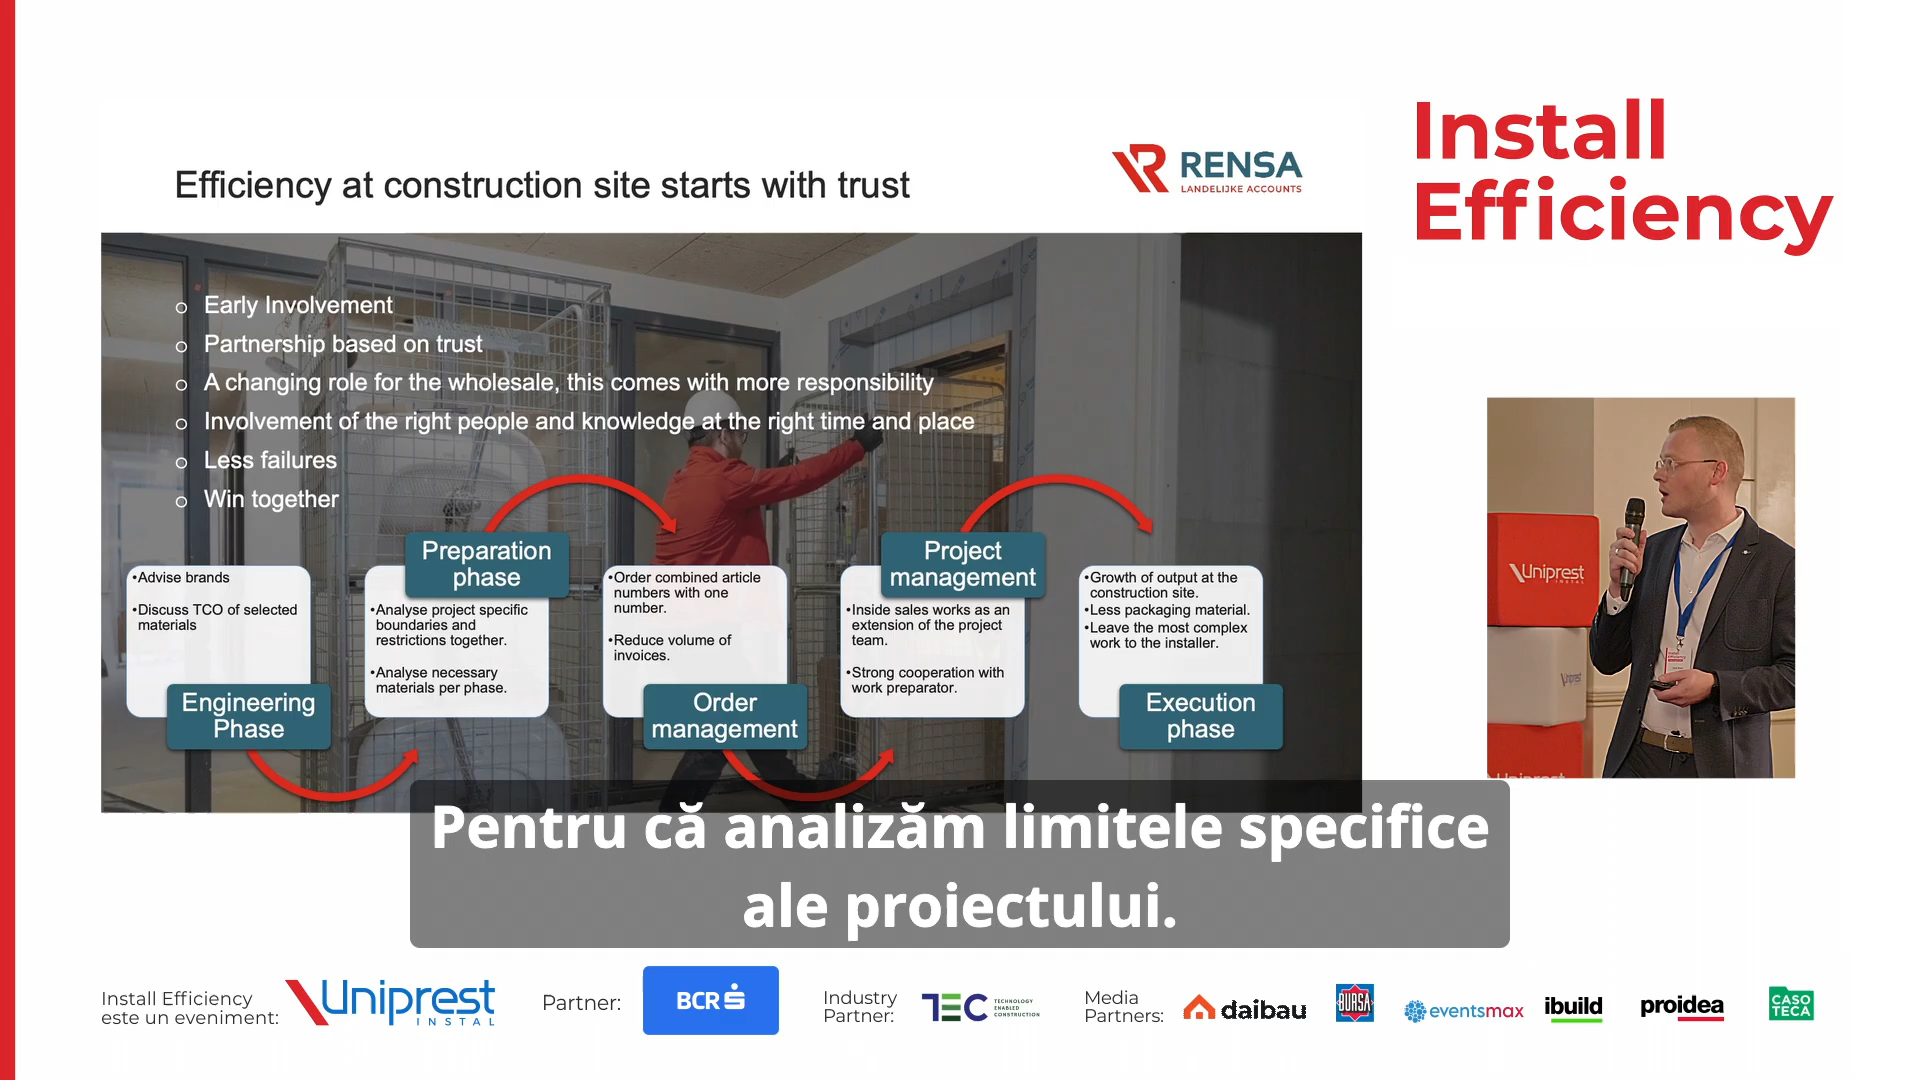 Install
Efficiency
Efficiency at construction site starts with trust
RENSA
LANDELIJKE ACCOUNTS
o Early Involvement
o Partnership based on trust
o A changing role for the wholesale, this comes with more responsibility
o Involvement of the right people and knowledge at the right time and place
o Less failures
o Win together
•Advise brands
•Discuss TCO of selected
materials
Engineering
Phase
Preparation
phase
•Analyse project specific
boundaries and
restrictions together.
•Analyse necessary
materials per phase.
•Order combined article
numbers with one
number.
•Reduce volume of
invoices.
Order
management
Project
management
•Inside sales works as an
extension of the project
team.
•Strong cooperation with
work preparator.
•Growth of output at the
construction site.
•Less packaging material.
•Leave the most complex
work to the installer.
Execution
phase
Uniprest
INSTAL
Uniprest
Uniprest
Pentru că analizăm limitele specifice
ale proiectului.
Install Efficiency
este un eveniment:
Uniprest
INSTAL
Partner:
BCR
Industry
Partner:
TEC
TECHNOLOGY
ENABLED
CONSTRUCTION
Media
Partners:
daibau
BURSA
eventsmax
ibuild
proidea
CASO
TECA